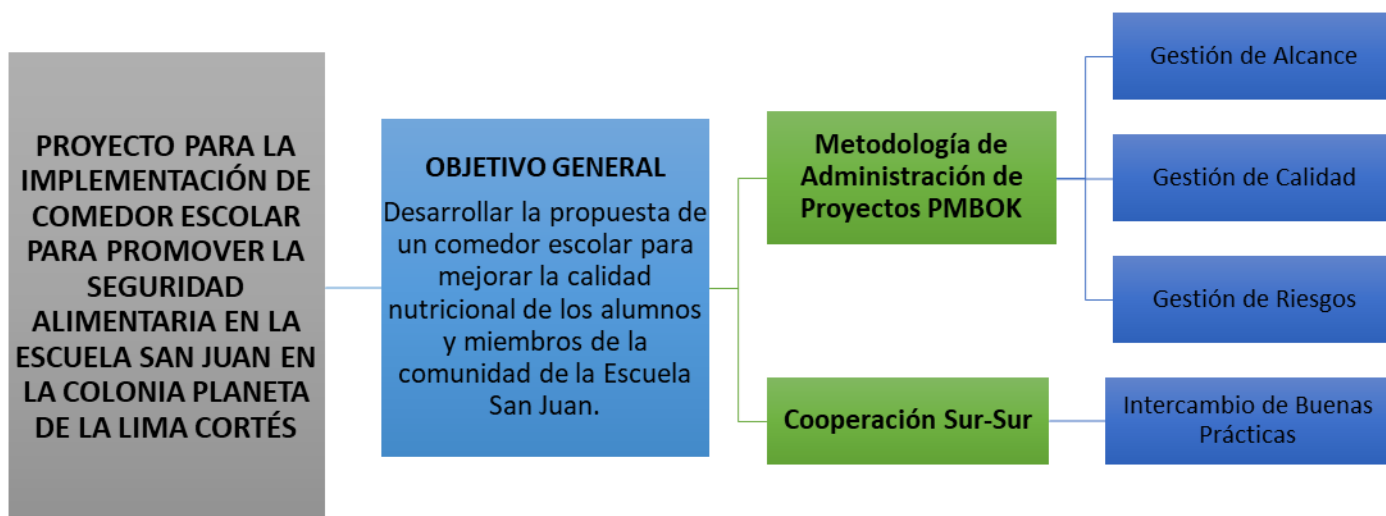 PROYECTO PARA LA
IMPLEMENTACIÓN DE
COMEDOR ESCOLAR
PARA PROMOVER LA
SEGURIDAD
ALIMENTARIA EN LA
ESCUELA SAN JUAN EN
LA COLONIA PLANETA
DE LA LIMA CORTÉS
OBJETIVO GENERAL
Desarrollar la propuesta de
un comedor escolar para
mejorar la calidad
nutricional de los alumnos
y miembros de la
comunidad de la Escuela
San Juan.
Metodología de
Administración de
Proyectos PMBOK
Gestión de Alcance
Gestión de Calidad
Gestión de Riesgos
Cooperación Sur-Sur
Intercambio de Buenas
Prácticas